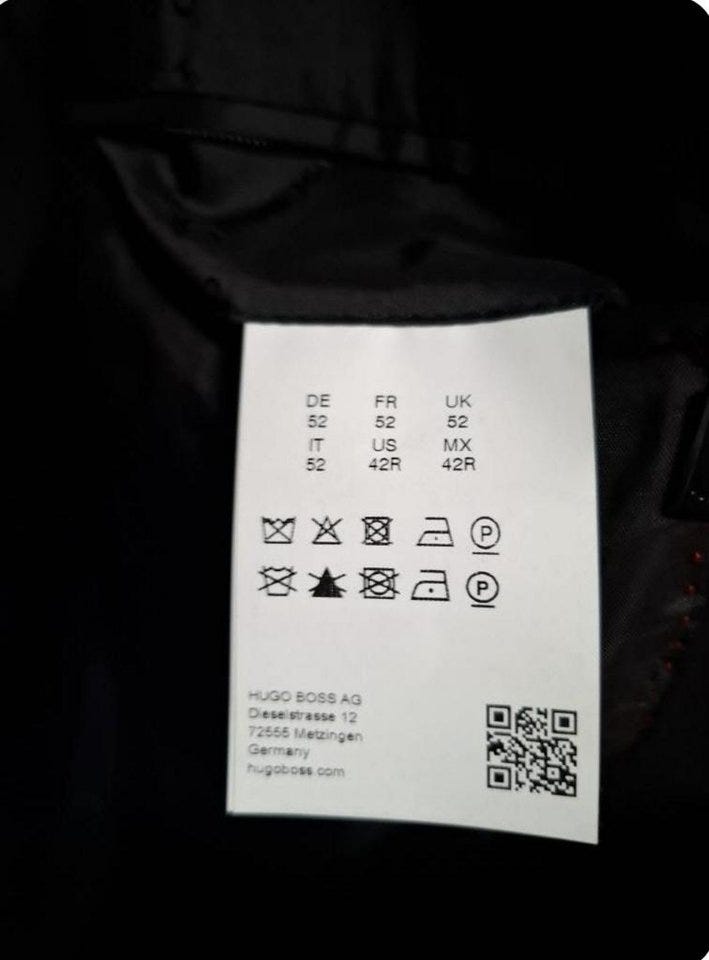 DE FR UK
52 52 52
IT US MX
52 42R 42R
P
P
HUGO BOSS AG
Dieselstrasse 12
72555 Metzingen
Germany
hugoboss.com